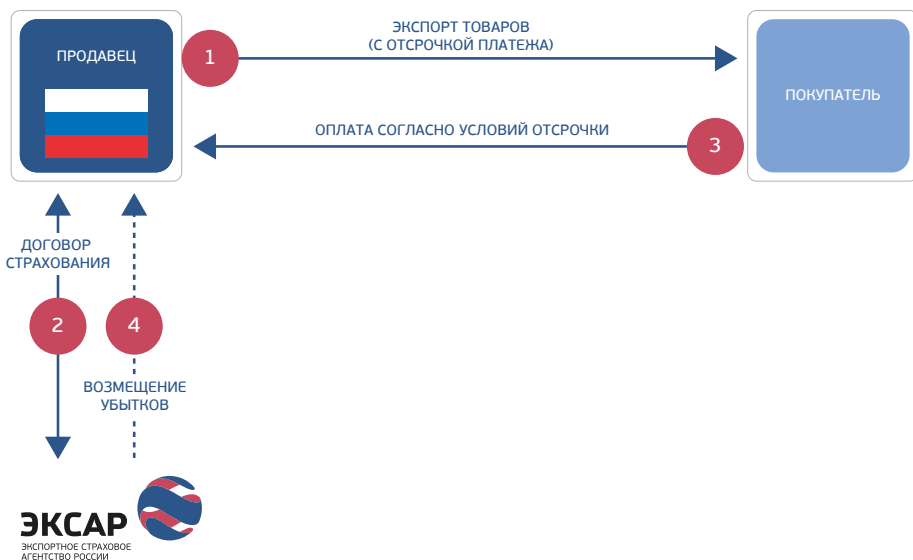 ПРОДАВЕЦ
1
ЭКСПОРТ ТОВАРОВ
(С ОТСРОЧКОЙ ПЛАТЕЖА)
ПОКУПАТЕЛЬ
ОПЛАТА СОГЛАСНО УСЛОВИЙ ОТСРОЧКИ
3
ДОГОВОР
СТРАХОВАНИЯ
2
4
ВОЗМЕЩЕНИЕ
УБЫТКОВ
ЭКСАР
ЭКСПОРТНОЕ СТРАХОВОЕ
АГЕНТСТВО РОССИИ